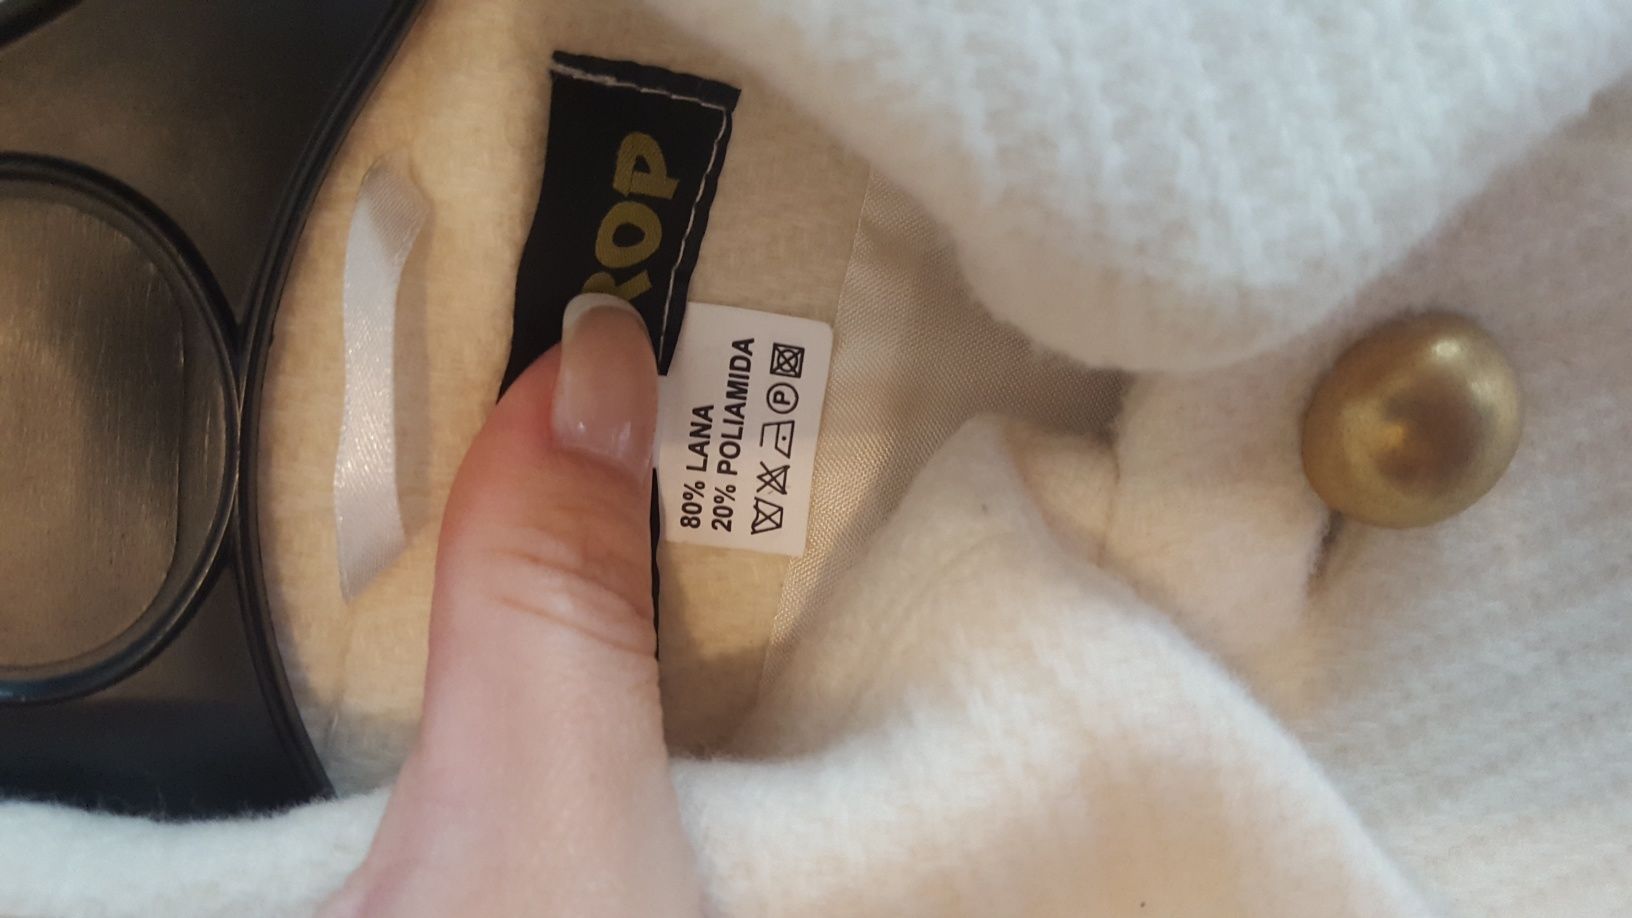 ROP
80% LANA
20% POLIAMIDA
P